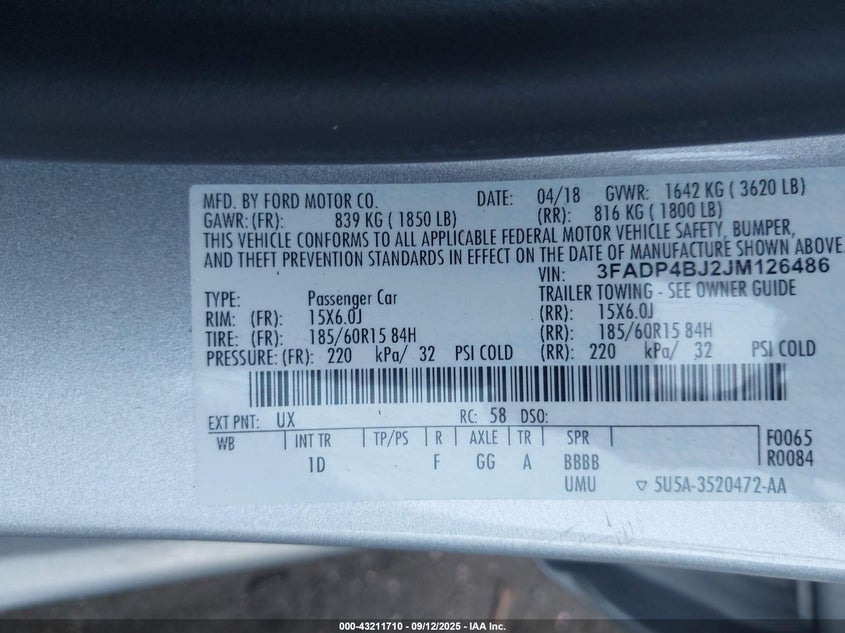 MFD. BY FORD MOTOR CO. DATE: 04/18 GVWR: 1642 KG ( 3620 LB)
GAWR:(FR): 839 KG ( 1850 LB) (RR): 816 KG ( 1800 LB)
THIS VEHICLE CONFORMS TO ALL APPLICABLE FEDERAL MOTOR VEHICLE SAFETY, BUMPER,
AND THEFT PREVENTION STANDARDS IN EFFECT ON THE DATE OF MANUFACTURE SHOWN ABOVE.
VIN: 3FADP4BJ2JM126486
TYPE: Passenger Car TRAILER TOWING - SEE OWNER GUIDE
RIM: (FR): 15X6.0J (RR): 15X6.0J
TIRE: (FR): 185/60R15 84H (RR): 185/60R15 84H
PRESSURE:(FR): 220 kPa/ 32 PSI COLD (RR): 220 kPa/ 32 PSI COLD
EXT PNT: UX RC: 58 DSO:
WB INT TR TP/PS R AXLE TR SPR F0065
1D F GG A BBBB R0084
UMU ▽ 5U5A-3520472-AA
000-43211710 - 09/12/2025 - IAA Inc.